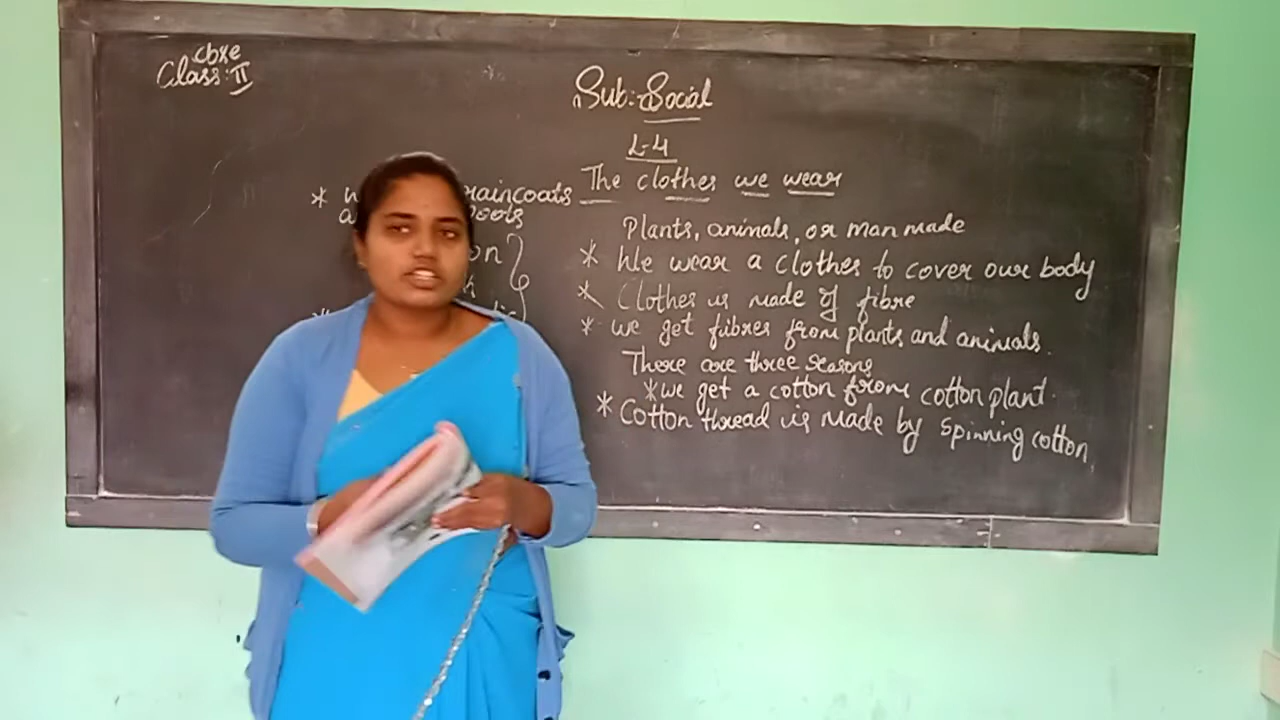 cbse
Class: II
Sub:- Social
L-4
The clothes we wear
* raincoats
Plants, animals, or man made
* We wear a clothes to cover our body
* Clothes is made of fibre
* we get fibres from plants and animals.
There are three seasons
* we get a cotton from cotton plant.
* Cotton thread is made by spinning cotton.